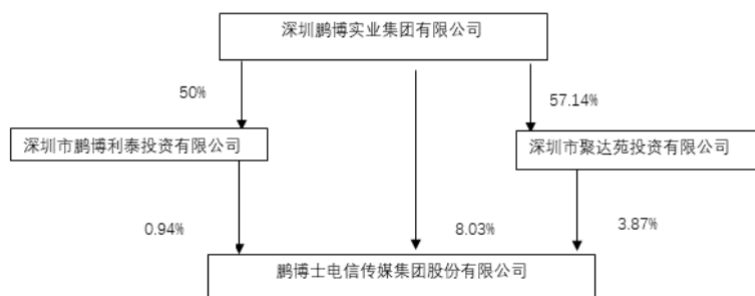 深圳鹏博实业集团有限公司
50%
57.14%
深圳市鹏博利泰投资有限公司
深圳市聚达苑投资有限公司
0.94%
8.03%
3.87%
鹏博士电信传媒集团股份有限公司